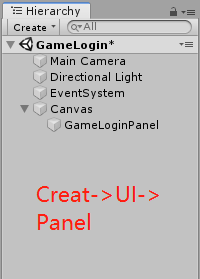 Hierarchy
Create All
GameLogin*
Main Camera
Directional Light
EventSystem
Canvas
GameLoginPanel
Creat->UI->
Panel